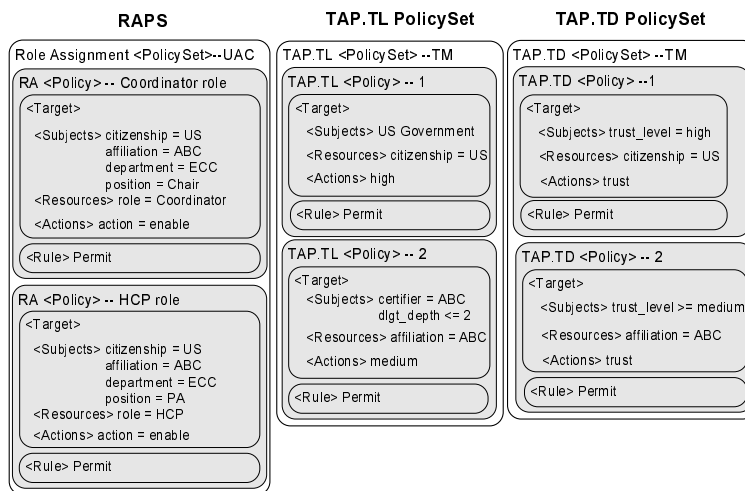 RAPS
Role Assignment <PolicySet>--UAC
RA <Policy> -- Coordinator role
<Target>
<Subjects> citizenship = US
affiliation = ABC
department = ECC
position = Chair
<Resources> role = Coordinator
<Actions> action = enable
<Rule> Permit
RA <Policy> -- HCP role
<Target>
<Subjects> citizenship = US
affiliation = ABC
department = ECC
position = PA
<Resources> role = HCP
<Actions> action = enable
<Rule> Permit
TAP.TL PolicySet
TAP.TL <PolicySet> --TM
TAP.TL <Policy> -- 1
<Target>
<Subjects> US Government
<Resources> citizenship = US
<Actions> high
<Rule> Permit
TAP.TL <Policy> -- 2
<Target>
<Subjects> certifier = ABC
dlgt_depth <= 2
<Resources> affiliation = ABC
<Actions> medium
<Rule> Permit
TAP.TD PolicySet
TAP.TD <PolicySet> --TM
TAP.TD <Policy> --1
<Target>
<Subjects> trust_level = high
<Resources> citizenship = US
<Actions> trust
<Rule> Permit
TAP.TD <Policy> -- 2
<Target>
<Subjects> trust_level >= medium
<Resources> affiliation = ABC
<Actions> trust
<Rule> Permit